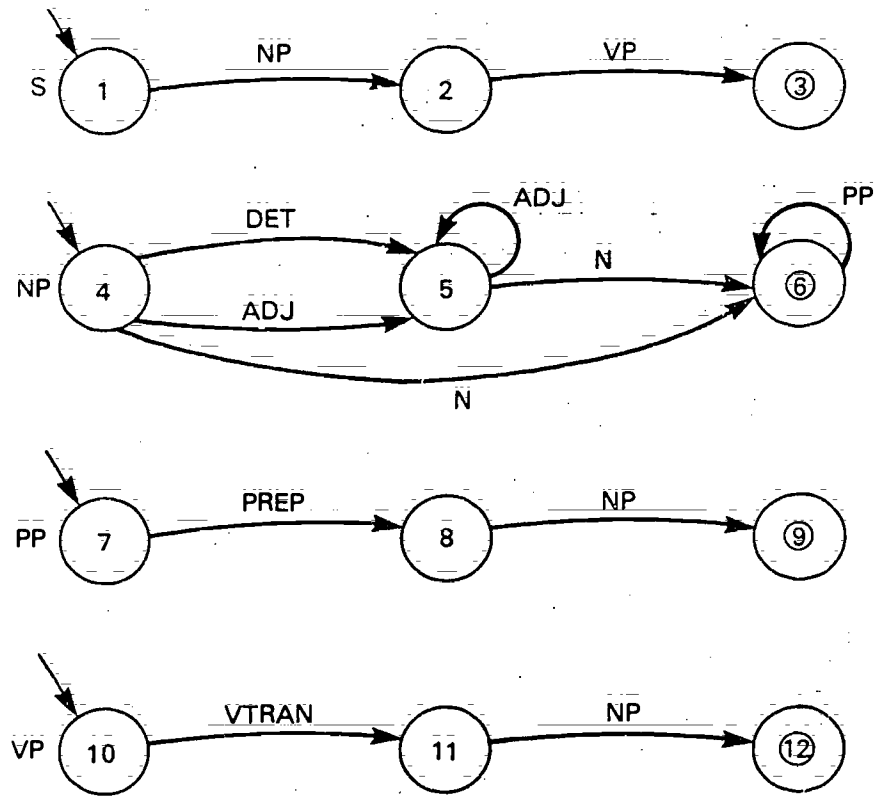 NP VP
S 1 2 3
DET ADJ PP
N
NP 4 5 6
ADJ
N
PREP NP
PP 7 8 9
VTRAN NP
VP 10 11 12